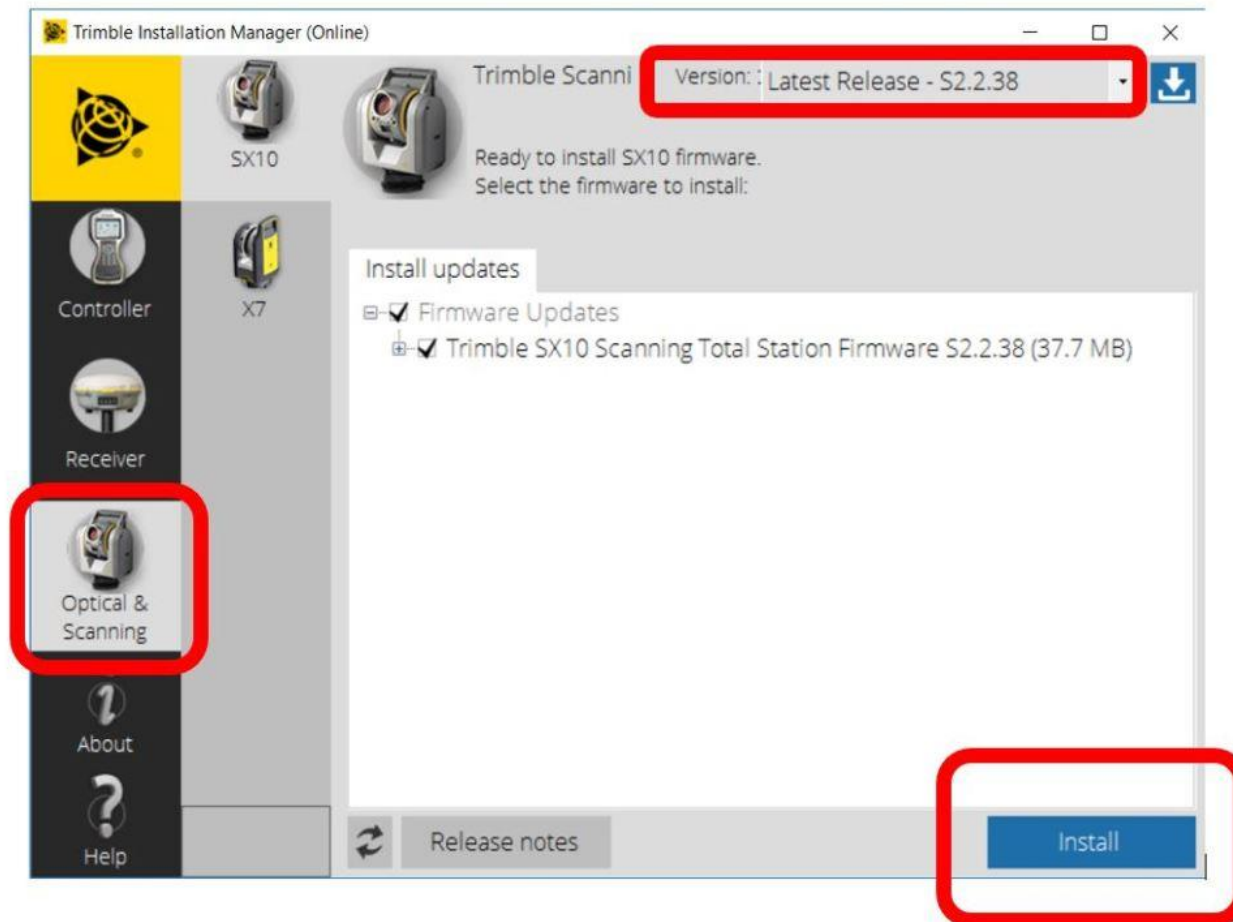 Trimble Installation Manager (Online)
Trimble Scanni
Version:
Latest Release - S2.2.38
SX10
Ready to install SX10 firmware.
Select the firmware to install:
Controller
X7
Install updates
Firmware Updates
Trimble SX10 Scanning Total Station Firmware S2.2.38 (37.7 MB)
Receiver
Optical &
Scanning
About
Help
Release notes
Install